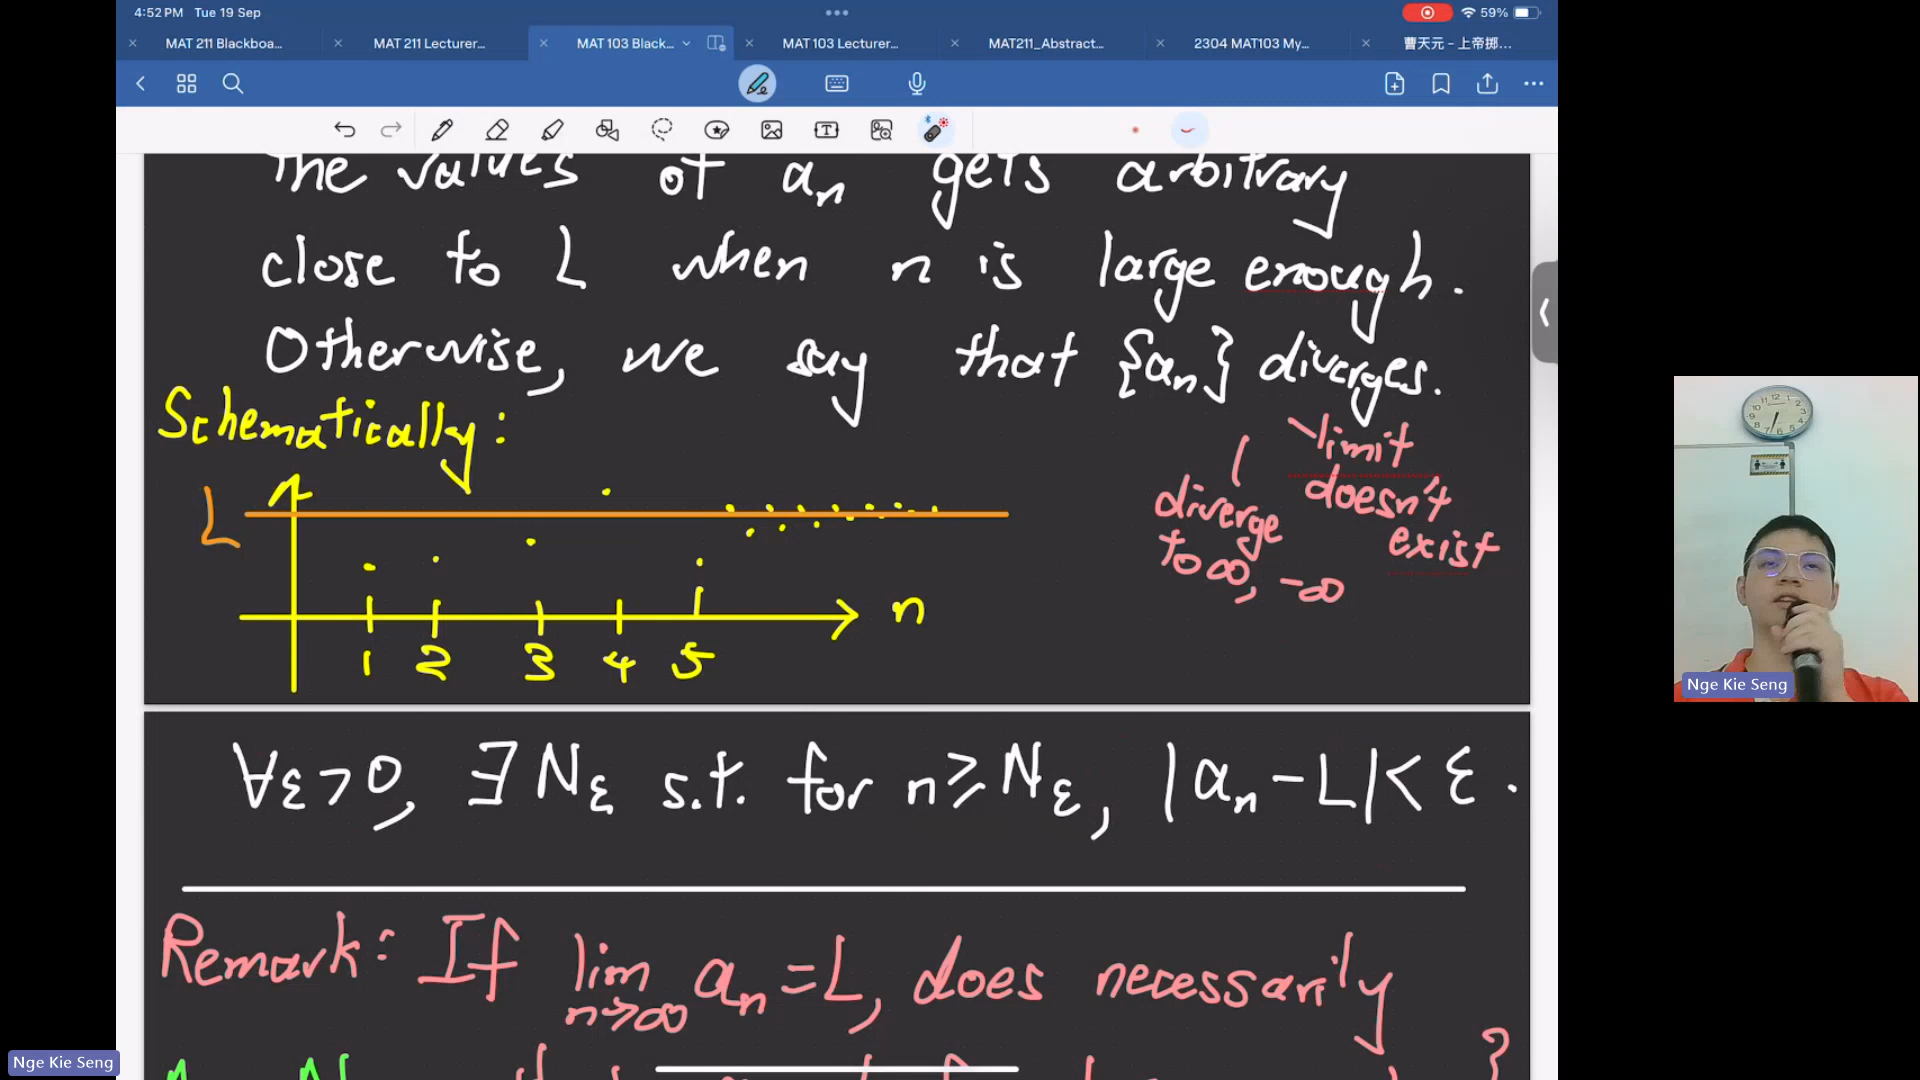 4:52 PM Tue 19 Sep
59%
MAT 211 Blackboa...
MAT 211 Lecturer...
MAT 103 Black...
MAT 103 Lecturer...
MAT211_Abstract...
2304 MAT103 My...
曹天元 - 上帝掷...
the values of aₙ gets arbitrary
close to L when n is large enough.
Otherwise, we say that {aₙ} diverges.
Schematically:
limit
doesn't
exist
diverge
to ∞, -∞
L
n
1 2 3 4 5
∀ε>0, ∃ N_ε s.t. for n ≥ N_ε, |aₙ - L| < ε.
Remark: If lim n→∞ aₙ = L, does necessarily
?
Nge Kie Seng
Nge Kie Seng